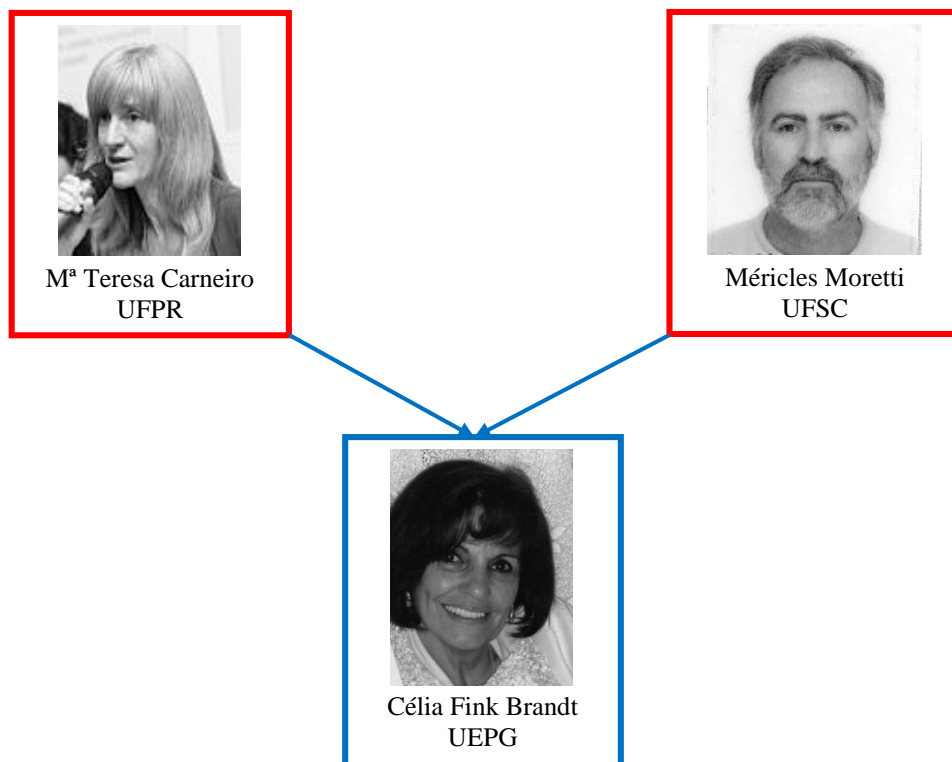 Mª Teresa Carneiro
UFPR
Méricles Moretti
UFSC
Célia Fink Brandt
UEPG